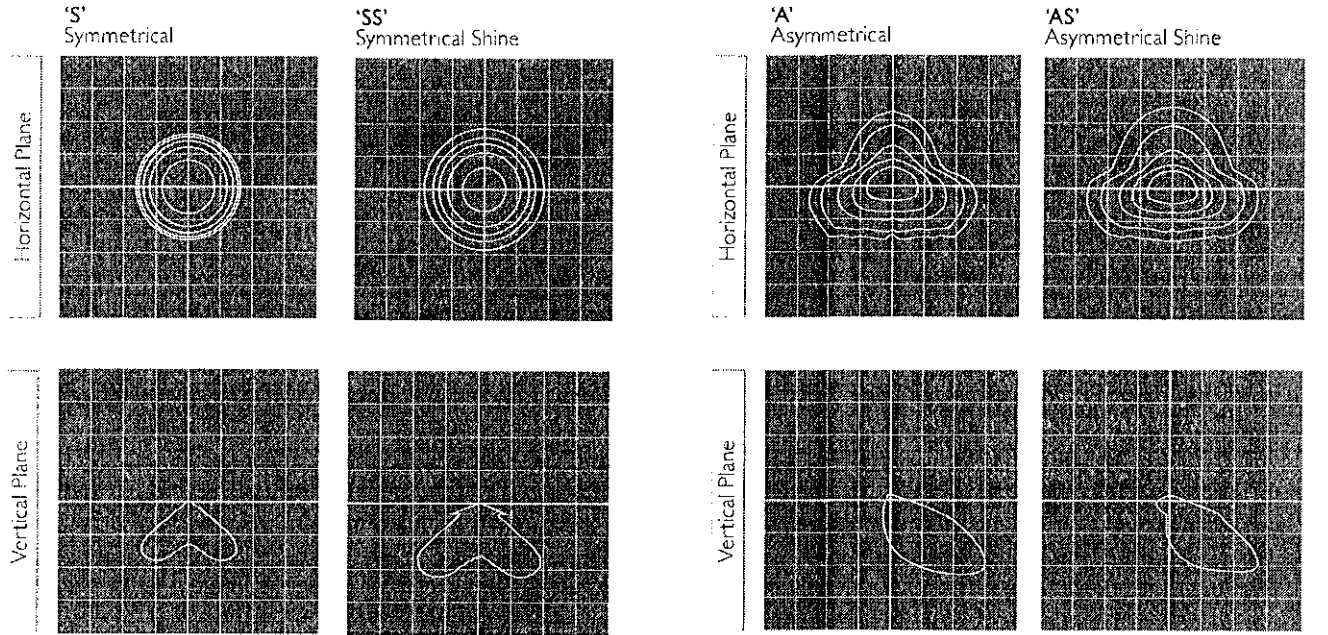 'S'
Symmetrical
'SS'
Symmetrical Shine
'A'
Asymmetrical
'AS'
Asymmetrical Shine
Horizontal Plane
Horizontal Plane
Vertical Plane
Vertical Plane